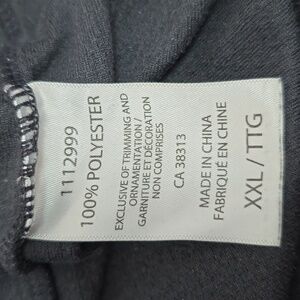 1112999
100% POLYESTER
EXCLUSIVE OF TRIMMING AND
ORNAMENTATION /
GARNITURE ET DÉCORATION
NON COMPRISES
CA 38313
MADE IN CHINA
FABRIQUÉ EN CHINE
XXL / TTG